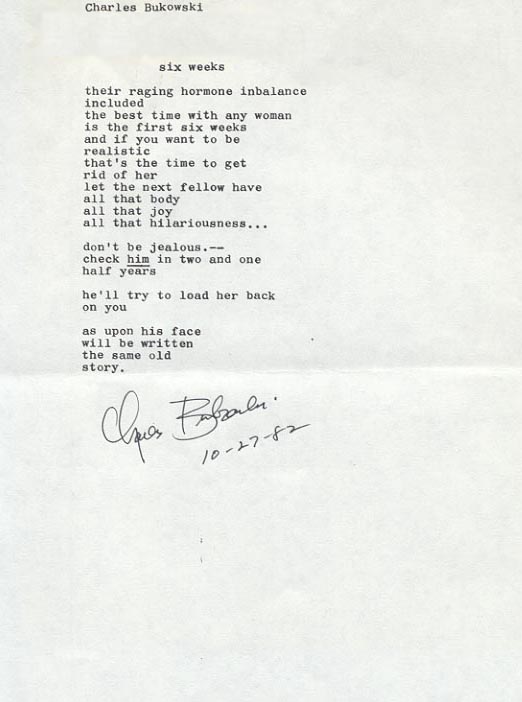 Charles Bukowski
six weeks
their raging hormone inbalance
included
the best time with any woman
is the first six weeks
and if you want to be
realistic
that's the time to get
rid of her
let the next fellow have
all that body
all that joy
all that hilariousness...
don't be jealous.--
check him in two and one
half years
he'll try to load her back
on you
as upon his face
will be written
the same old
story.
Charles Bukowski
10-27-82